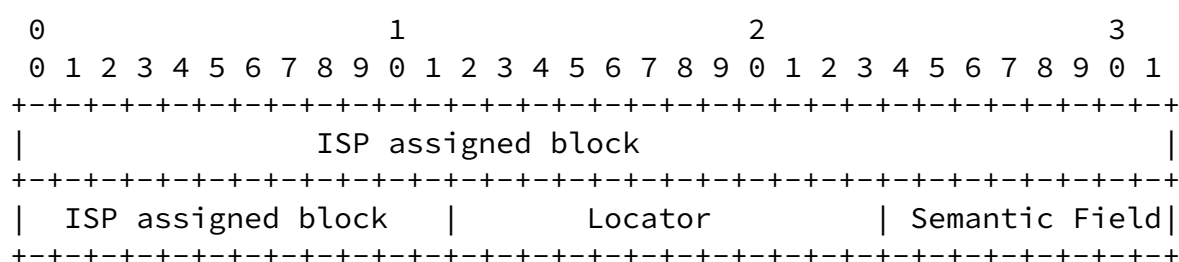 0                   1                   2                   3
 0 1 2 3 4 5 6 7 8 9 0 1 2 3 4 5 6 7 8 9 0 1 2 3 4 5 6 7 8 9 0 1
+-+-+-+-+-+-+-+-+-+-+-+-+-+-+-+-+-+-+-+-+-+-+-+-+-+-+-+-+-+-+-+-+
|                ISP assigned block                             |
+-+-+-+-+-+-+-+-+-+-+-+-+-+-+-+-+-+-+-+-+-+-+-+-+-+-+-+-+-+-+-+-+
|  ISP assigned block   |       Locator         | Semantic Field|
+-+-+-+-+-+-+-+-+-+-+-+-+-+-+-+-+-+-+-+-+-+-+-+-+-+-+-+-+-+-+-+-+